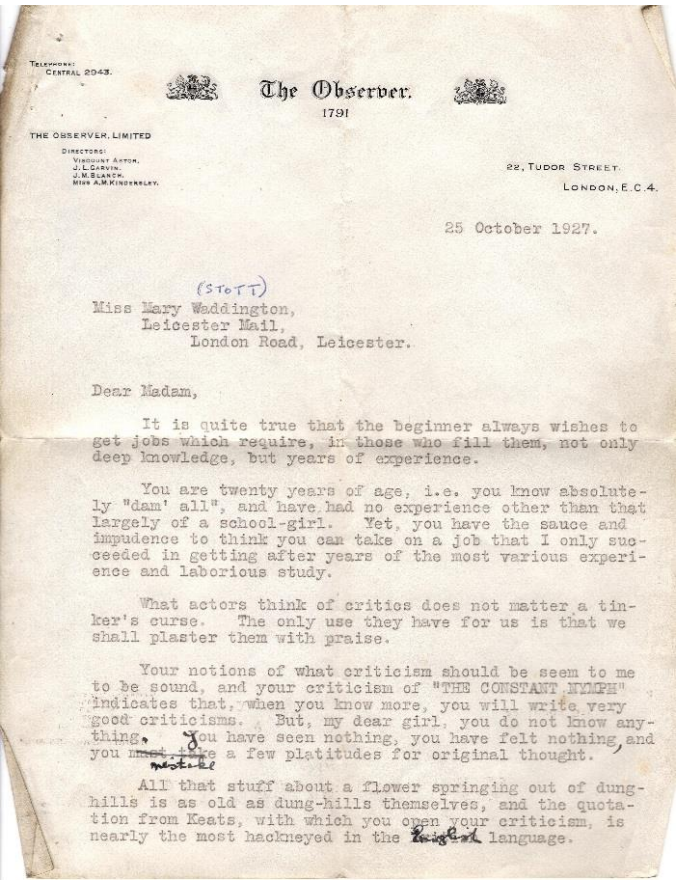 TELEPHONE:
CENTRAL 2943.
The Observer.
1791
THE OBSERVER, LIMITED
DIRECTORS:
VISCOUNT ASTOR,
J. L. GARVIN.
J. M. BLANCH.
MISS A. M. KINDERSLEY.
22, TUDOR STREET.
LONDON, E.C.4.
25 October 1927.
(STOTT)
Miss Mary Waddington,
Leicester Mail,
London Road, Leicester.
Dear Madam,
It is quite true that the beginner always wishes to
get jobs which require, in those who fill them, not only
deep knowledge, but years of experience.
You are twenty years of age, i.e. you know absolute-
ly "dam' all", and have had no experience other than that
largely of a school-girl. Yet, you have the sauce and
impudence to think you can take on a job that I only suc-
ceeded in getting after years of the most various experi-
ence and laborious study.
What actors think of critics does not matter a tin-
ker's curse. The only use they have for us is that we
shall plaster them with praise.
Your notions of what criticism should be seem to me
to be sound, and your criticism of "THE CONSTANT NYMPH"
indicates that, when you know more, you will write very
good criticisms. But, my dear girl, you do not know any-
thing. You have seen nothing, you have felt nothing, and
you must take a few platitudes for original thought.
mistake
All that stuff about a flower springing out of dung-
hills is as old as dung-hills themselves, and the quota-
tion from Keats, with which you open your criticism, is
nearly the most hackneyed in the English language.